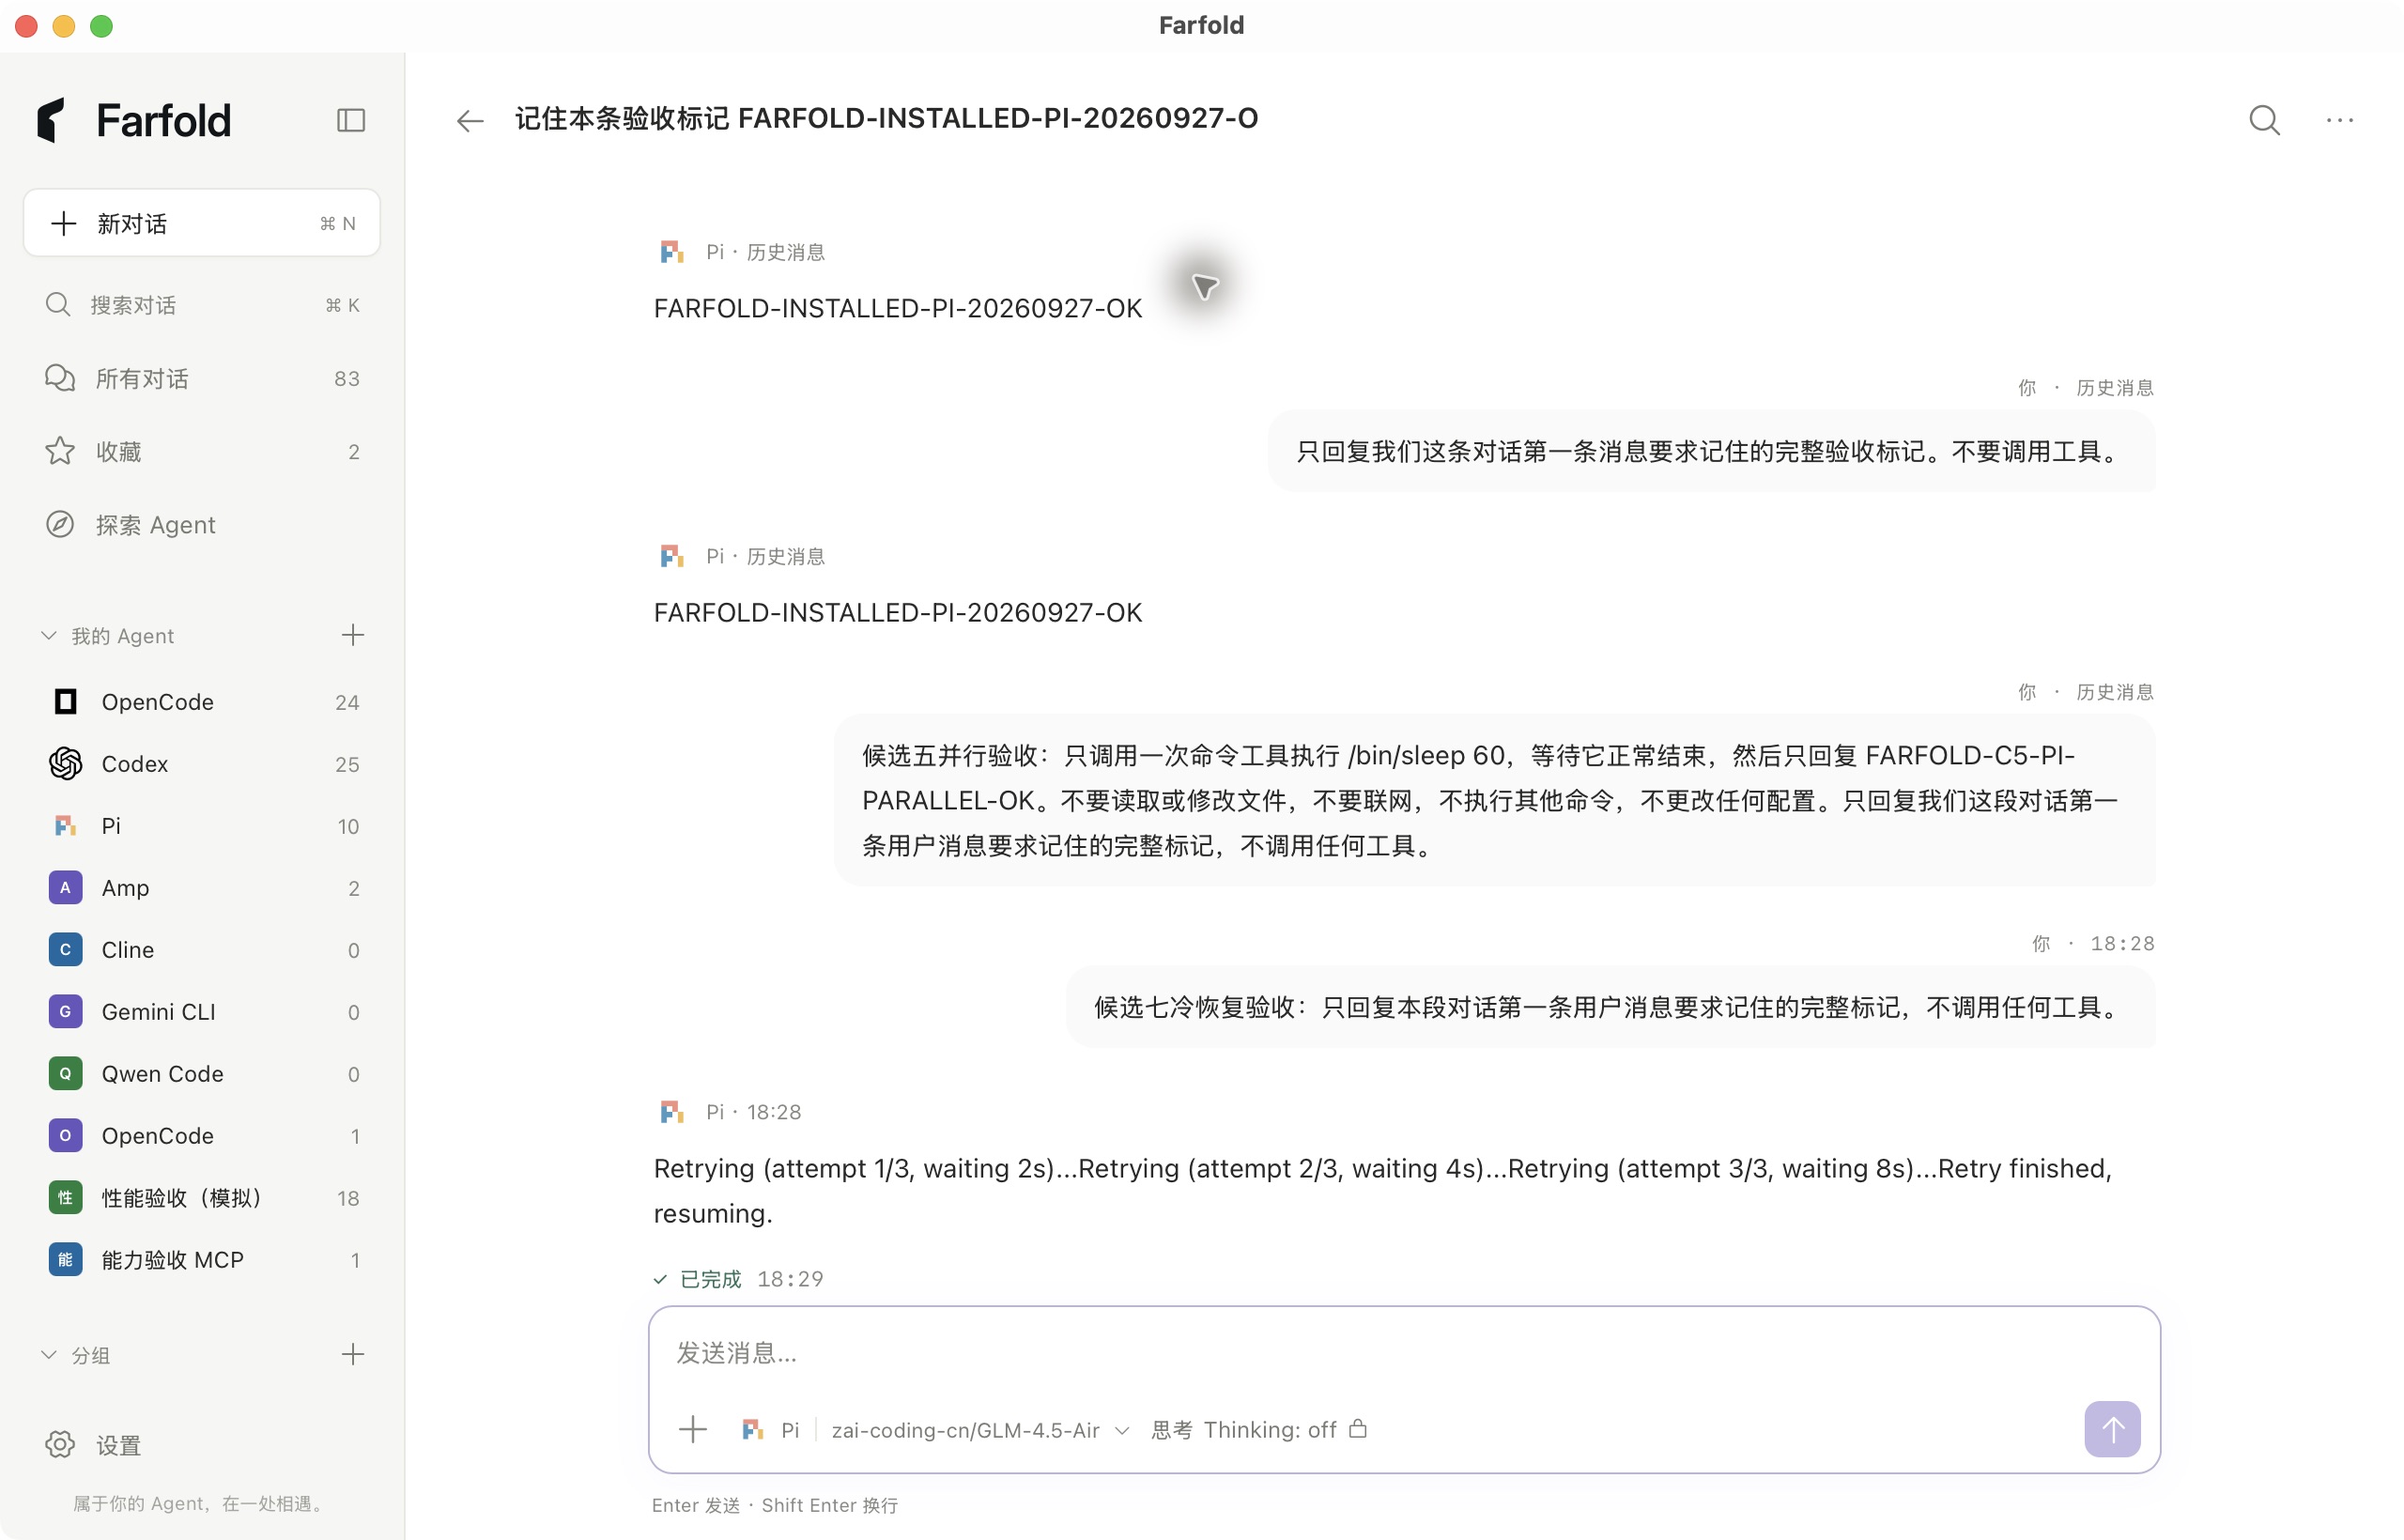 Farfold
Farfold
新对话
⌘ N
搜索对话
⌘ K
所有对话
83
收藏
2
探索 Agent
我的 Agent
OpenCode
24
Codex
25
Pi
10
A
Amp
2
C
Cline
0
G
Gemini CLI
0
Q
Qwen Code
0
O
OpenCode
1
性
性能验收（模拟）
18
能
能力验收 MCP
1
分组
设置
属于你的 Agent，在一处相遇。
记住本条验收标记 FARFOLD-INSTALLED-PI-20260927-O
Pi · 历史消息
FARFOLD-INSTALLED-PI-20260927-OK
你 · 历史消息
只回复我们这条对话第一条消息要求记住的完整验收标记。不要调用工具。
Pi · 历史消息
FARFOLD-INSTALLED-PI-20260927-OK
你 · 历史消息
候选五并行验收：只调用一次命令工具执行 /bin/sleep 60，等待它正常结束，然后只回复 FARFOLD-C5-PI-
PARALLEL-OK。不要读取或修改文件，不要联网，不执行其他命令，不更改任何配置。只回复我们这段对话第一
条用户消息要求记住的完整标记，不调用任何工具。
你 · 18:28
候选七冷恢复验收：只回复本段对话第一条用户消息要求记住的完整标记，不调用任何工具。
Pi · 18:28
Retrying (attempt 1/3, waiting 2s)...Retrying (attempt 2/3, waiting 4s)...Retrying (attempt 3/3, waiting 8s)...Retry finished,
resuming.
已完成 18:29
发送消息...
Pi
zai-coding-cn/GLM-4.5-Air
思考 Thinking: off
Enter 发送 · Shift Enter 换行